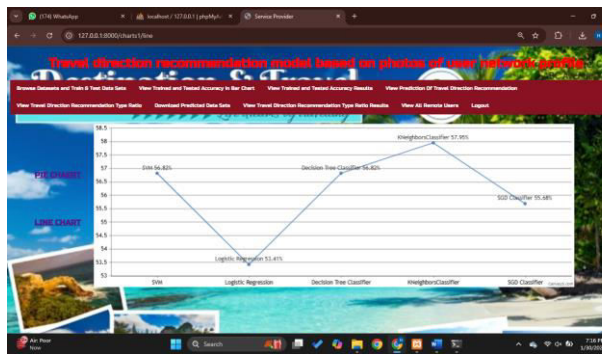 (174) WhatsApp
localhost / 127.0.0.1 | phpMyA
Service Provider
127.0.0.1:8000/charts1/line
Travel direction recommendation model based on photos of user network profile
Browse Datasets and Train & Test Data Sets View Trained and Tested Accuracy in Bar Chart View Trained and Tested Accuracy Results View Prediction Of Travel Direction Recommendation
View Travel Direction Recommendation Type Ratio Download Predicted Data Sets View Travel Direction Recommendation Type Ratio Results View All Remote Users Logout
PIE CHART
LINE CHART
58.5
58
57.5
57
56.5
56
55.5
55
54.5
54
53.5
53
SVM 56.82%
Logistic Regression 53.41%
Decision Tree Classifier 56.82%
KNeighborsClassifier 57.95%
SGD Classifier 55.68%
SVM Logistic Regression Decision Tree Classifier KNeighborsClassifier SGD Classifier
Air: Poor
Now
Search